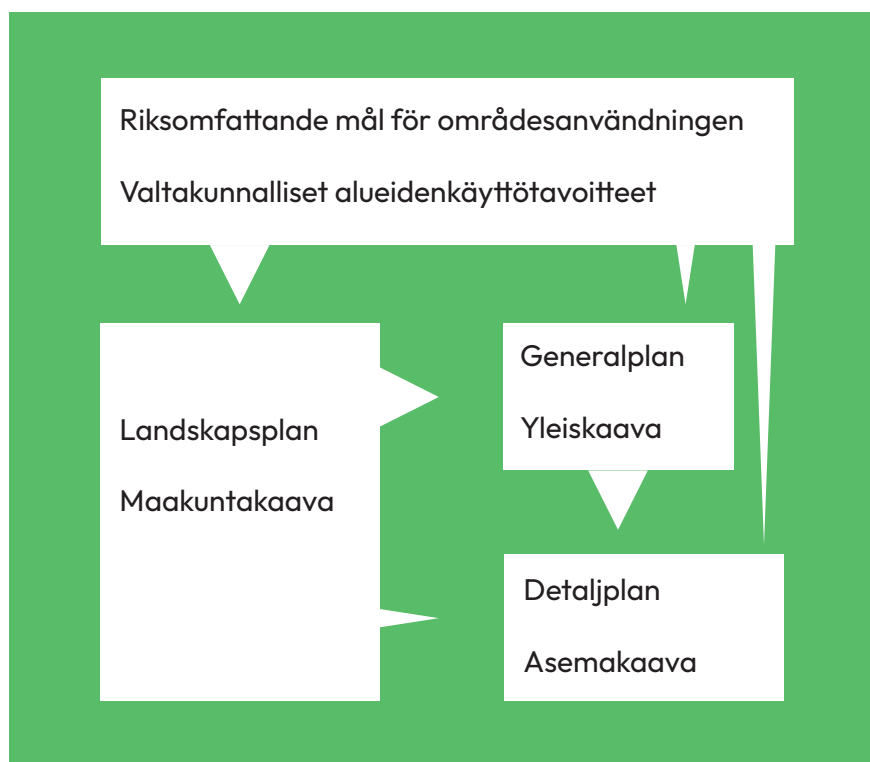 Riksomfattande mål för områdesanvändningen
Valtakunnalliset alueidenkäyttötavoitteet
Landskapsplan
Maakuntakaava
Generalplan
Yleiskaava
Detaljplan
Asemakaava